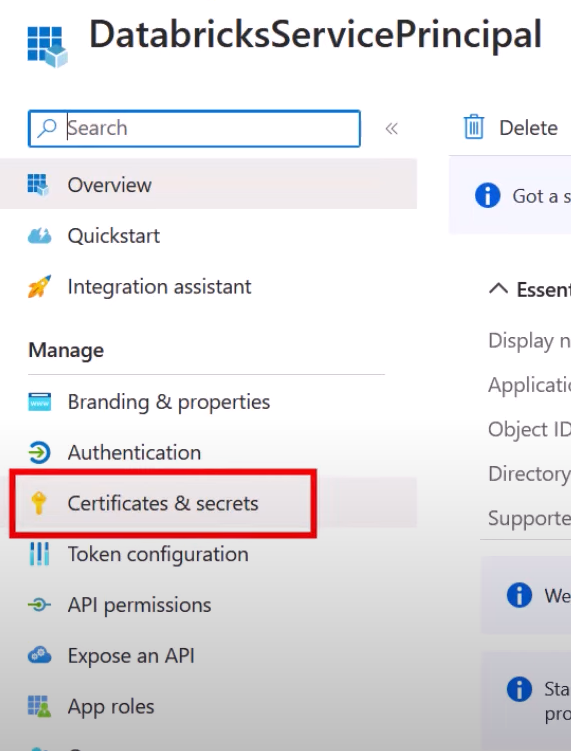 DatabricksServicePrincipal
Search
«
Delete
Overview
Got a s
Quickstart
Integration assistant
Essent
Manage
Display n
Branding & properties
Applicatio
Authentication
Object ID
Certificates & secrets
Directory
Supporte
Token configuration
API permissions
We
Expose an API
App roles
Sta
pro